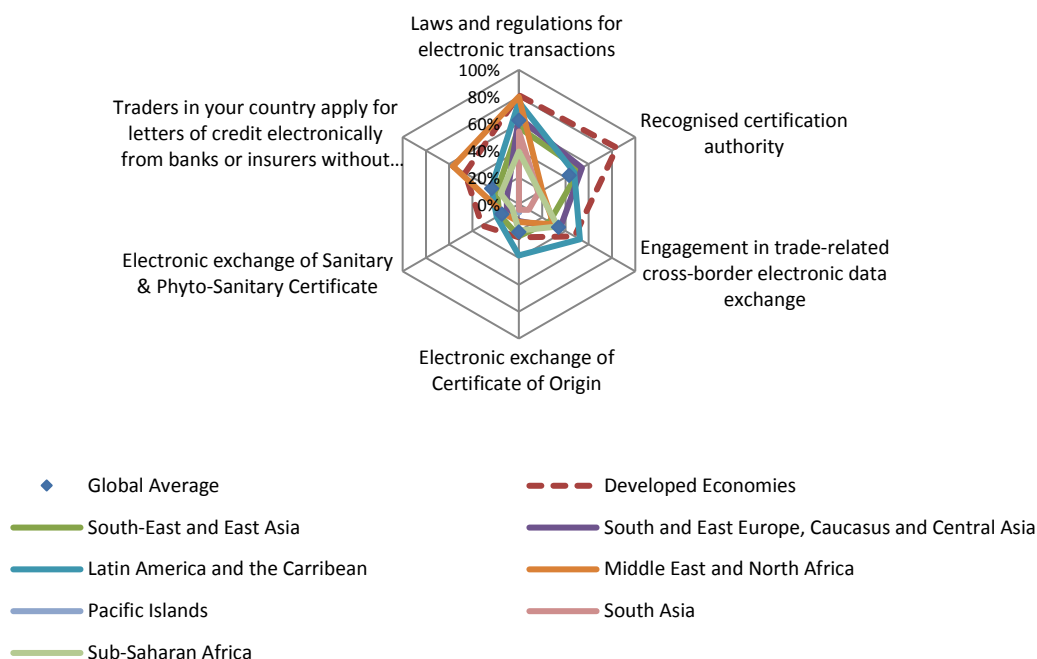 Laws and regulations for
electronic transactions
100%
80%
60%
40%
20%
0%
Recognised certification
authority
Engagement in trade-related
cross-border electronic data
exchange
Electronic exchange of
Certificate of Origin
Electronic exchange of Sanitary
& Phyto-Sanitary Certificate
Traders in your country apply for
letters of credit electronically
from banks or insurers without...
Global Average
Developed Economies
South-East and East Asia
South and East Europe, Caucasus and Central Asia
Latin America and the Carribean
Middle East and North Africa
Pacific Islands
South Asia
Sub-Saharan Africa